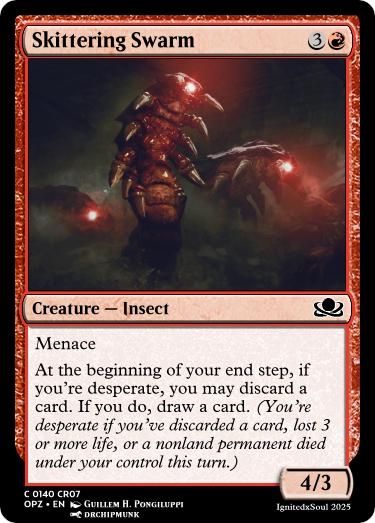 Skittering Swarm 3
Creature — Insect
Menace
At the beginning of your end step, if
you're desperate, you may discard a
card. If you do, draw a card. (You're
desperate if you've discarded a card, lost 3
or more life, or a nonland permanent died
under your control this turn.)
4/3
C 0140 CR07
OPZ • EN Guillem H. Pongiluppi
DRCHIPMUNK
IgnitedxSoul 2025